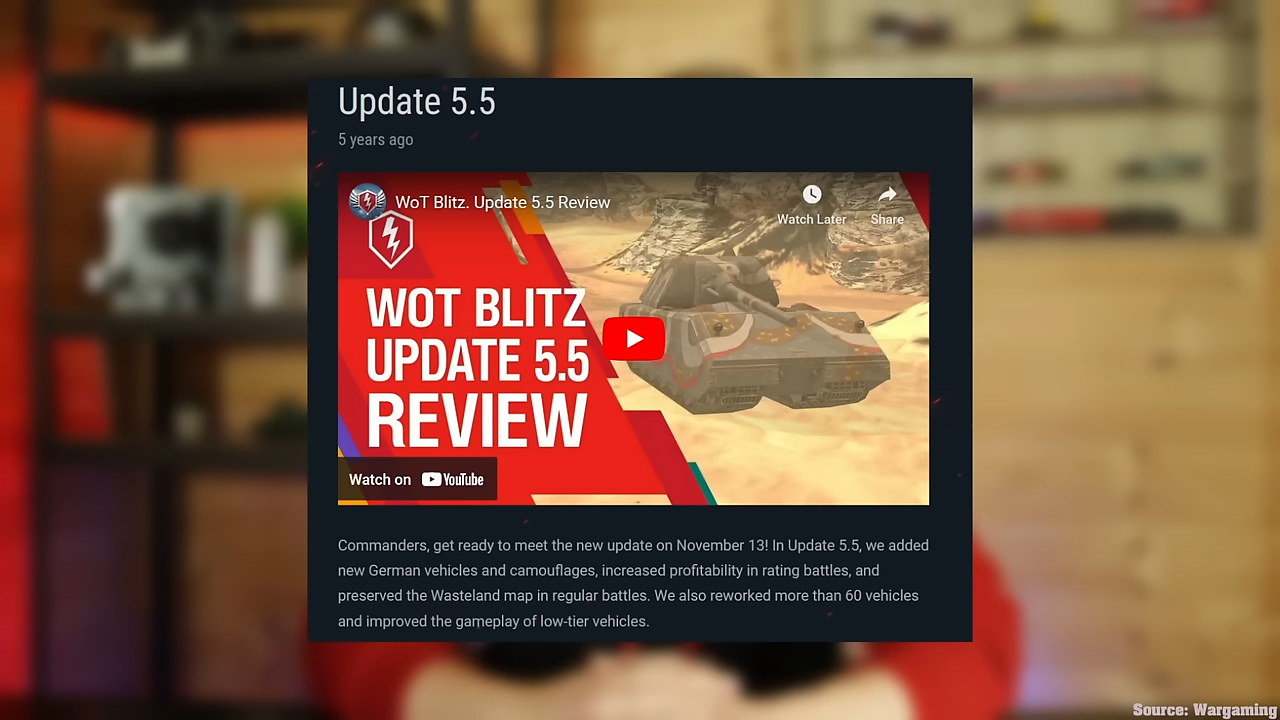 Update 5.5
5 years ago
WoT Blitz. Update 5.5 Review
Watch Later
Share
WOT BLITZ
UPDATE 5.5
REVIEW
Watch on YouTube
Commanders, get ready to meet the new update on November 13! In Update 5.5, we added
new German vehicles and camouflages, increased profitability in rating battles, and
preserved the Wasteland map in regular battles. We also reworked more than 60 vehicles
and improved the gameplay of low-tier vehicles.
Source: Wargaming